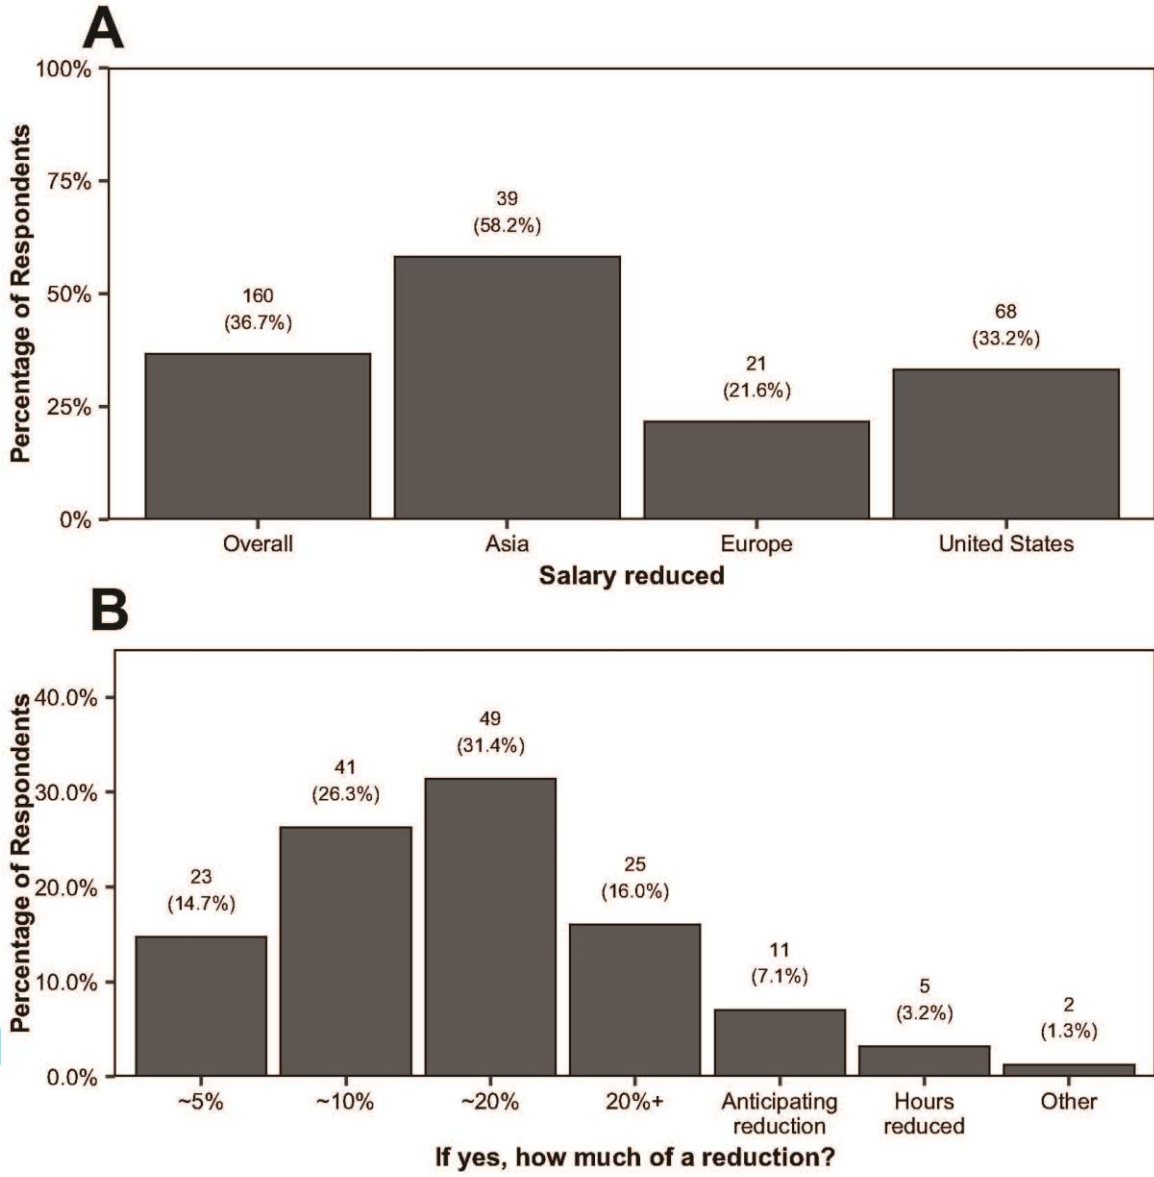 A
Percentage of Respondents
100%
75%
50%
25%
0%
160
(36.7%)
39
(58.2%)
21
(21.6%)
68
(33.2%)
Overall
Asia
Europe
United States
Salary reduced
B
Percentage of Respondents
40.0%
30.0%
20.0%
10.0%
0.0%
23
(14.7%)
41
(26.3%)
49
(31.4%)
25
(16.0%)
11
(7.1%)
5
(3.2%)
2
(1.3%)
~5%
~10%
~20%
20%+
Anticipating
reduction
Hours
reduced
Other
If yes, how much of a reduction?